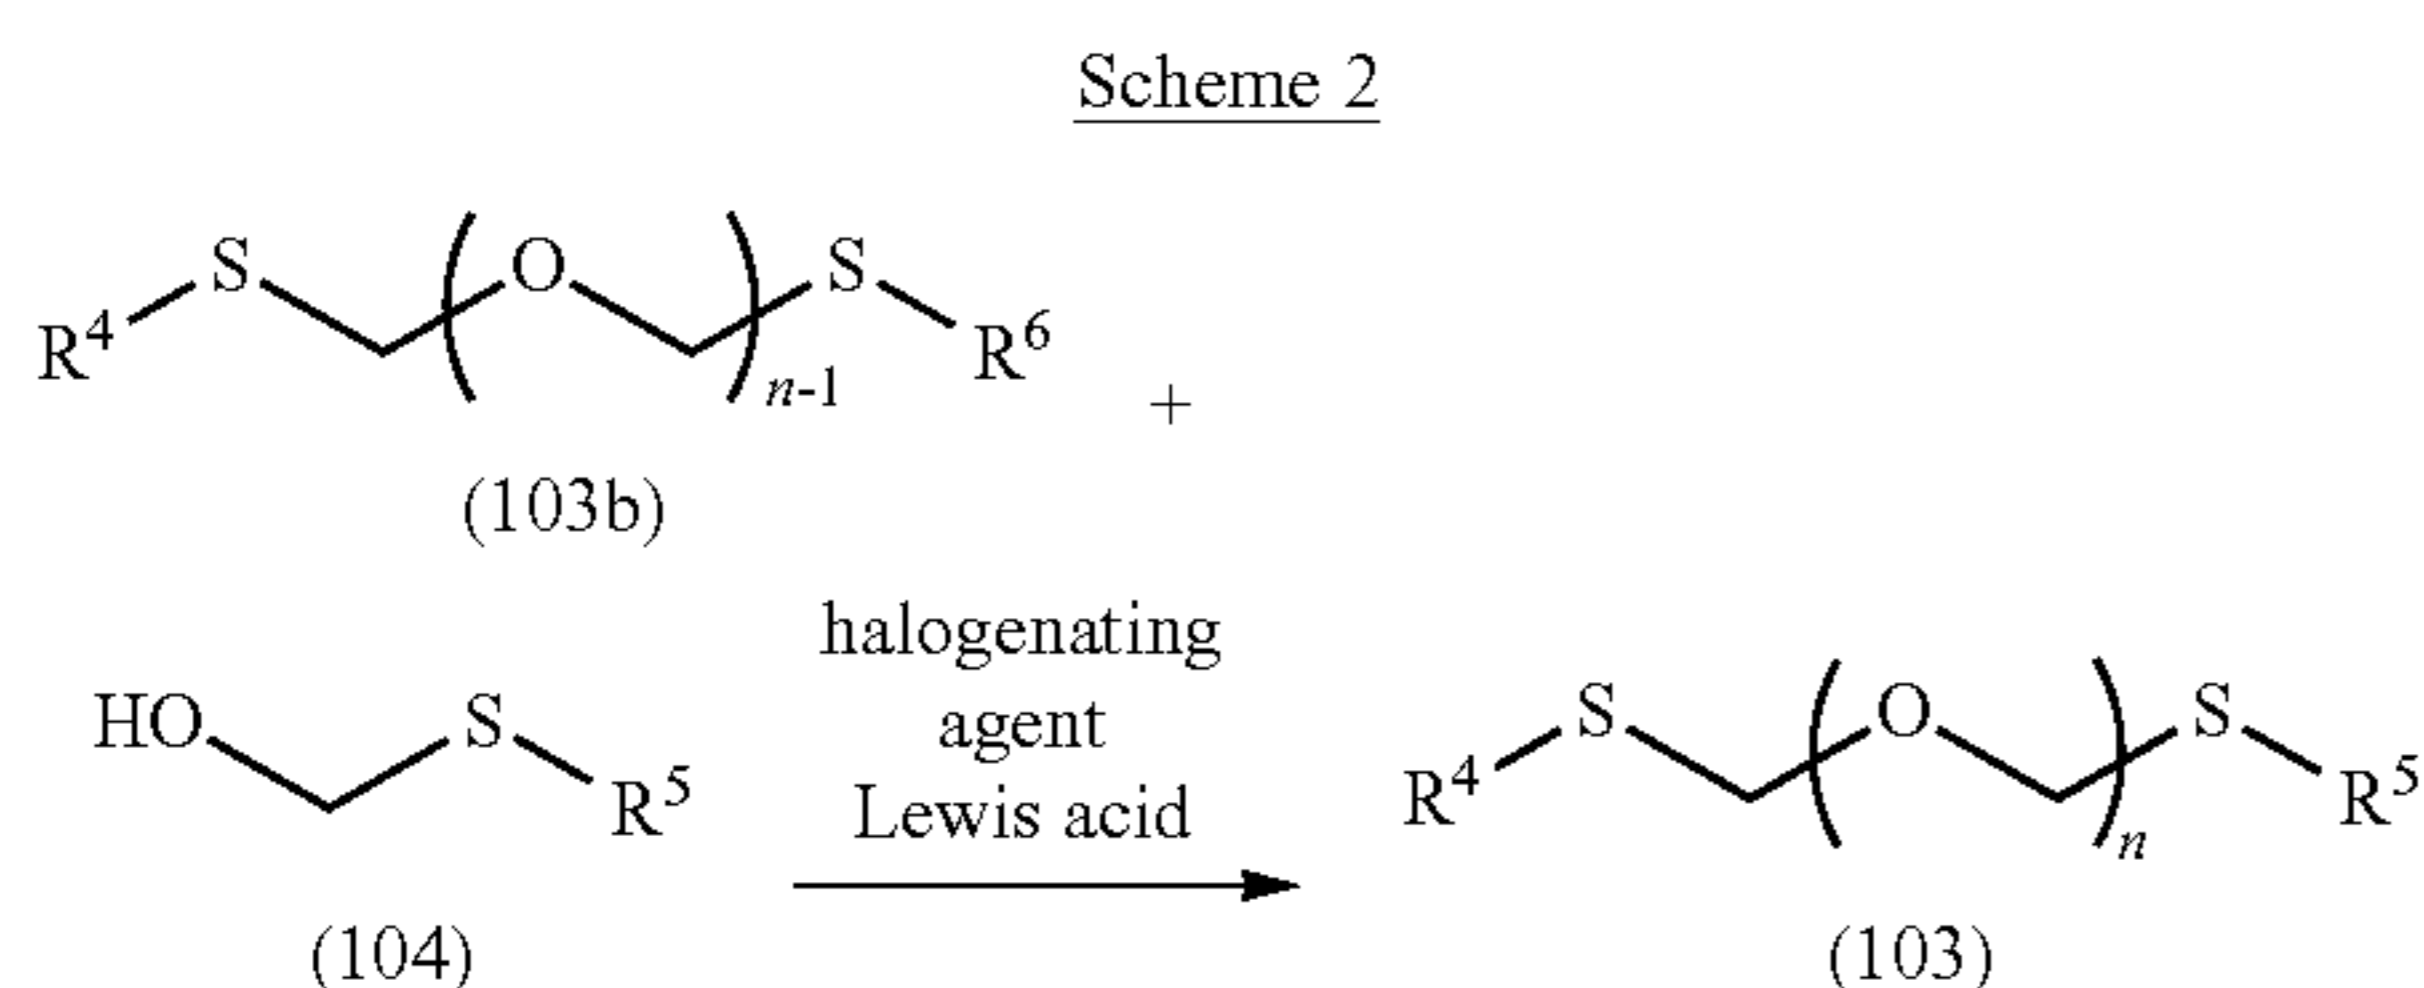 Scheme 2
R⁴ S ( O ) n-1 S R⁶ +
(103b)
HO S R⁵
halogenating
agent
Lewis acid
R⁴ S ( O ) n S R⁵
(104)
(103)